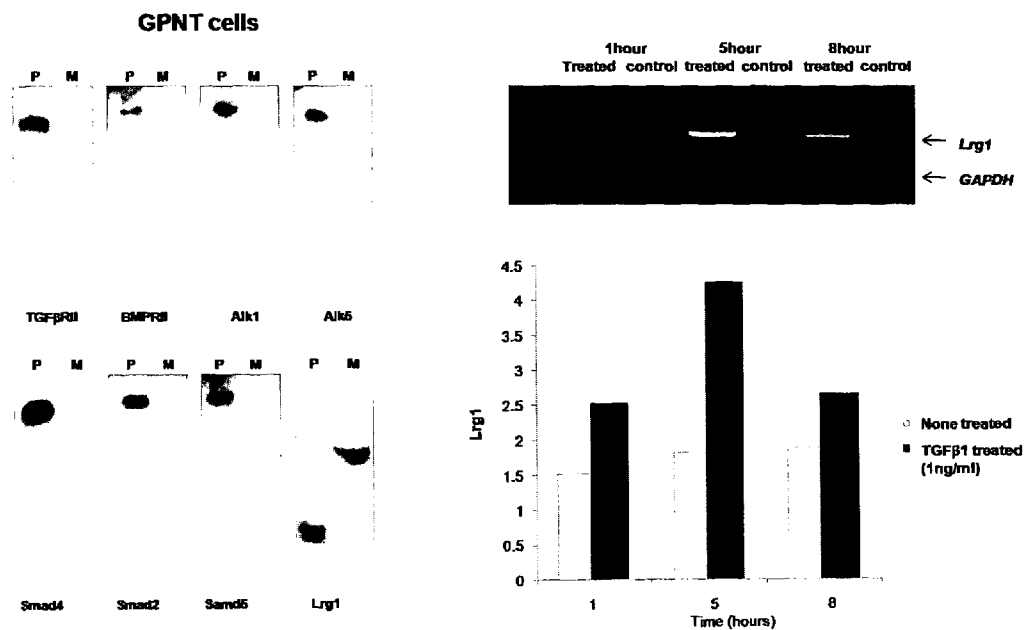 GPNT cells
P M P M P M P M
TGFβRII BMPRII Alk1 Alk5
P M P M P M P M
Smad4 Smad2 Samd5 Lrg1
1hour 5hour 8hour
Treated control treated control treated control
← Lrg1
← GAPDH
4.5
4
3.5
3
2.5
2
1.5
1
0.5
0
Lrg1
1 5 8
Time (hours)
None treated
TGFβ1 treated
(1ng/ml)